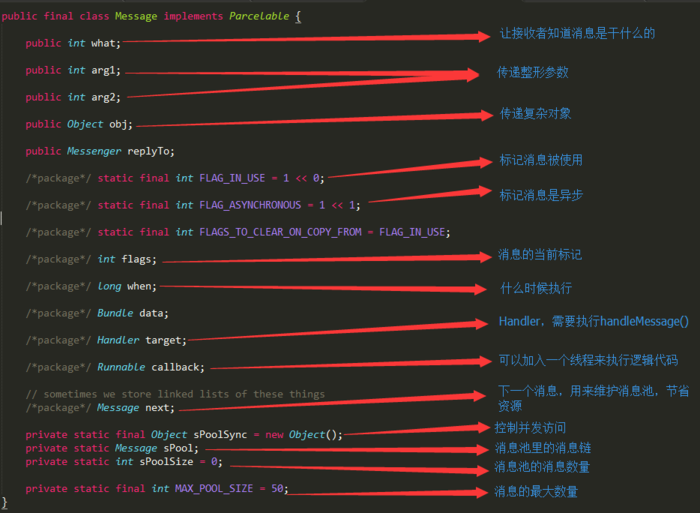 public final class Message implements Parcelable {
public int what;
让接收者知道消息是干什么的
public int arg1;
传递整形参数
public int arg2;
public Object obj;
传递复杂对象
public Messenger replyTo;
标记消息被使用
/*package*/ static final int FLAG_IN_USE = 1 << 0;
标记消息是异步
/*package*/ static final int FLAG_ASYNCHRONOUS = 1 << 1;
/*package*/ static final int FLAGS_TO_CLEAR_ON_COPY_FROM = FLAG_IN_USE;
/*package*/ int flags;
消息的当前标记
/*package*/ long when;
什么时候执行
/*package*/ Bundle data;
Handler，需要执行handleMessage()
/*package*/ Handler target;
可以加入一个线程来执行逻辑代码
/*package*/ Runnable callback;
// sometimes we store linked lists of these things
下一个消息，用来维护消息池，节省
资源
/*package*/ Message next;
控制并发访问
private static final Object sPoolSync = new Object();
private static Message sPool;
消息池里的消息链
private static int sPoolSize = 0;
消息池的消息数量
private static final int MAX_POOL_SIZE = 50;
消息的最大数量
}